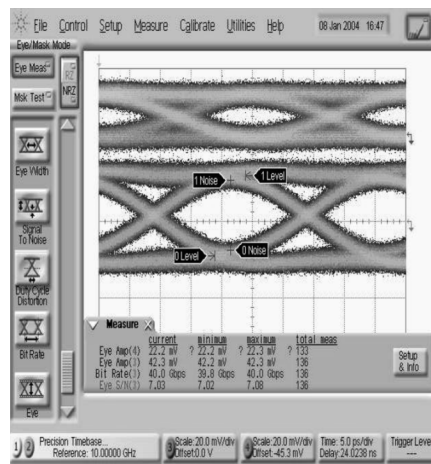 File Control Setup Measure Calibrate Utilities Help 08 Jan 2004 16:47
Eye/Mask Mode
Eye Meas
RZ
NRZ
Msk Test
Eye Width
Signal To Noise
Duty Cycle Distortion
Bit Rate
Eye
1 Noise
1 Level
0 Level
0 Noise
Measure
current minimum maximum total meas
Eye Amp(4) 22.2 mV ? 22.2 mV ? 22.3 mV ? 133
Eye Amp(3) 42.3 mV 42.2 mV 42.3 mV 136
Bit Rate(3) 40.0 Gbps 39.8 Gbps 40.0 Gbps 136
Eye S/N(3) 7.03 7.02 7.08 136
Setup & Info
1 2 Precision Timebase...
Reference: 10.00000 GHz
3 Scale:20.0 mV/div
Offset:0.0 V
4 Scale:20.0 mV/div
Offset:-45.3 mV
Time: 5.0 ps/div
Delay:24.0238 ns
Trigger Level
---